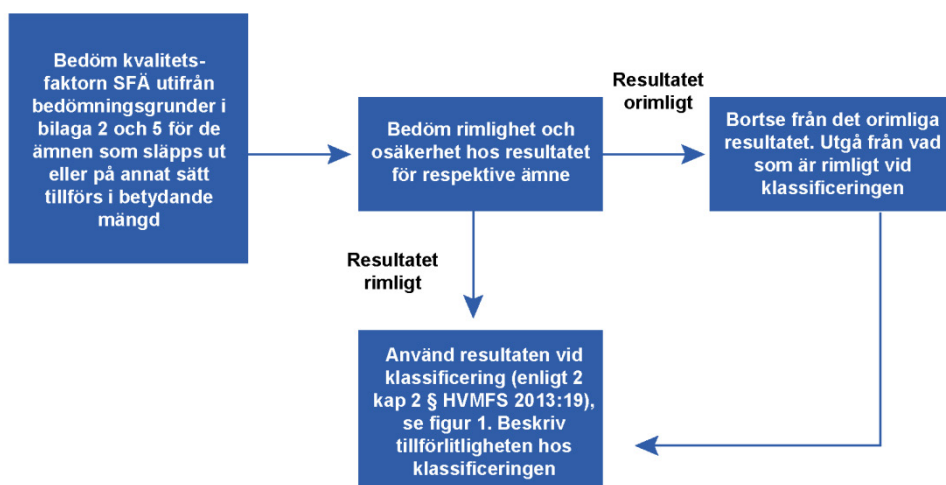 Bedöm kvalitets-
faktorn SFÄ utifrån
bedömningsgrunder i
bilaga 2 och 5 för de
ämnen som släpps ut
eller på annat sätt
tillförs i betydande
mängd
Bedöm rimlighet och
osäkerhet hos resultatet
för respektive ämne
Resultatet
orimligt
Bortse från det orimliga
resultatet. Utgå från vad
som är rimligt vid
klassificeringen
Resultatet
rimligt
Använd resultaten vid
klassificering (enligt 2
kap 2 § HVMFS 2013:19),
se figur 1. Beskriv
tillförlitligheten hos
klassificeringen